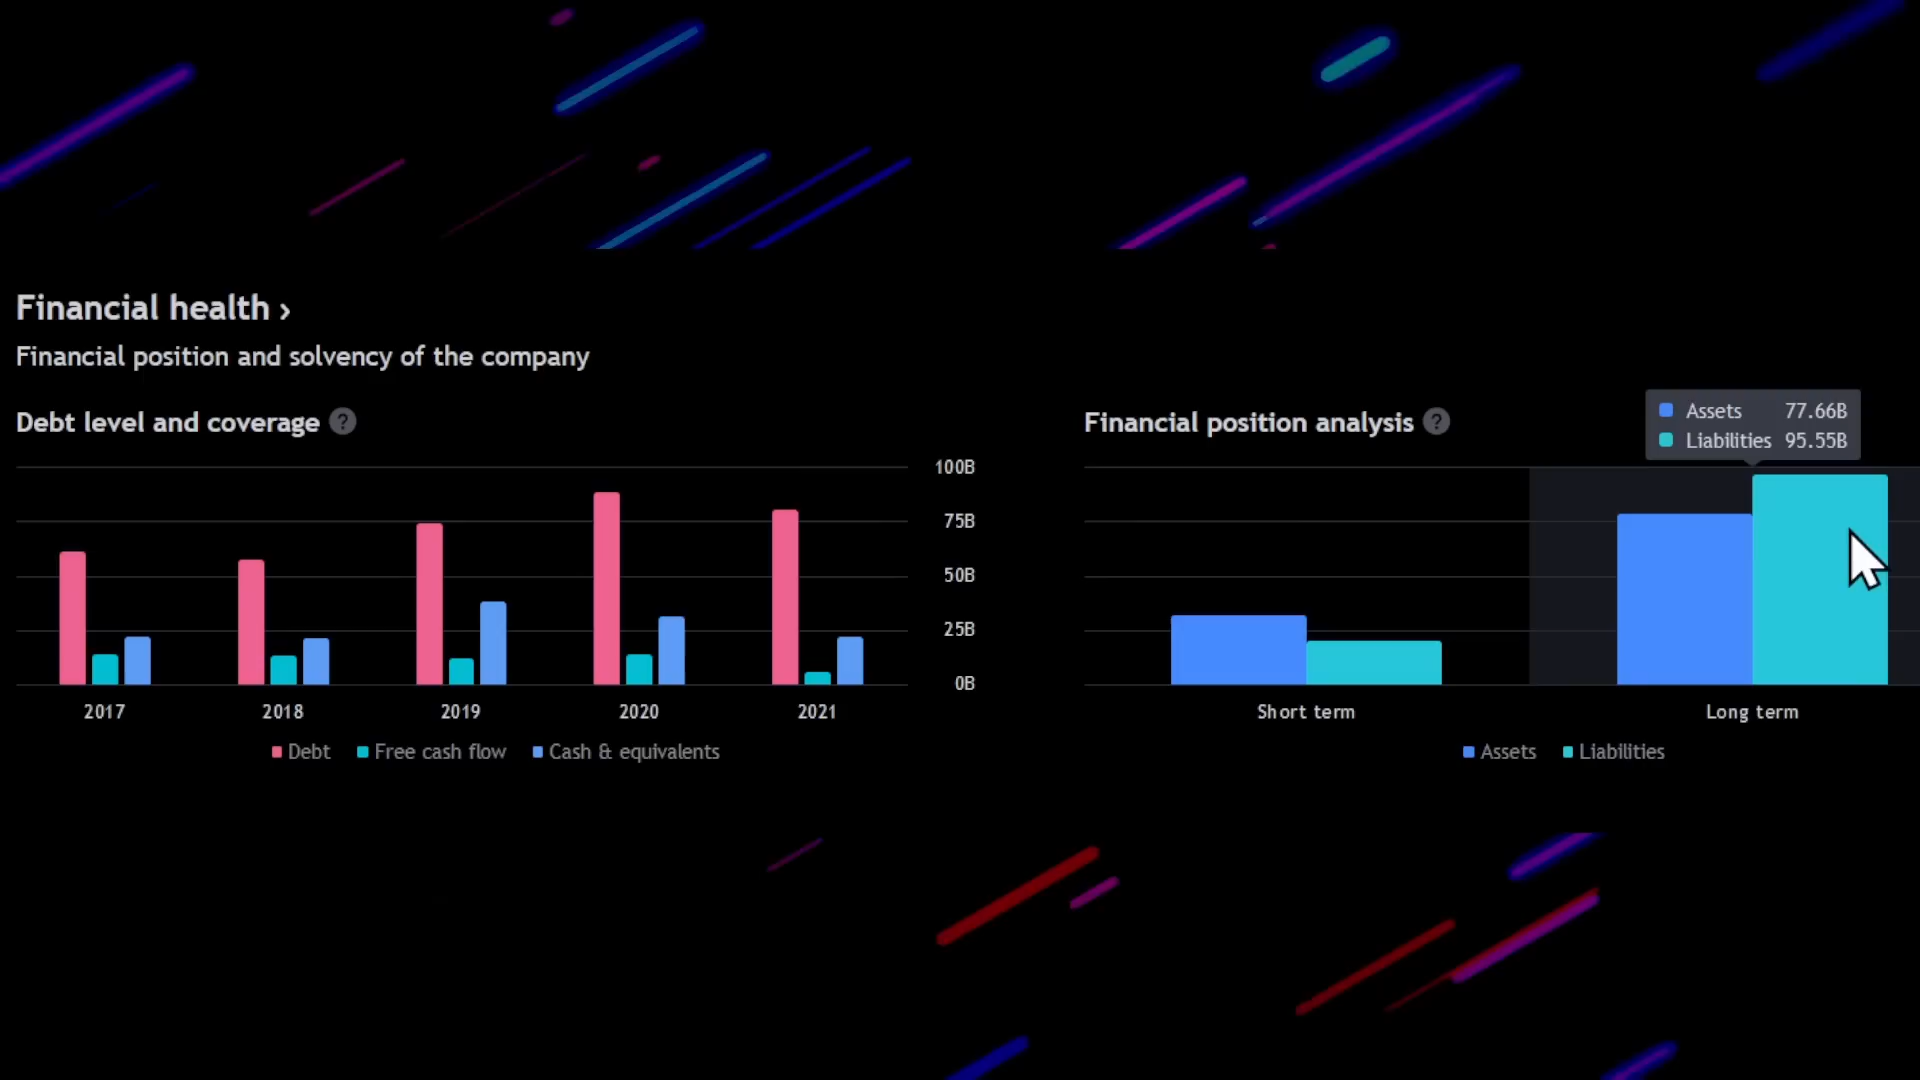 Financial health ›
Financial position and solvency of the company
Debt level and coverage ?
100B
75B
50B
25B
0B
2017 2018 2019 2020 2021
Debt Free cash flow Cash & equivalents
Financial position analysis ?
Assets 77.66B
Liabilities 95.55B
Short term Long term
Assets Liabilities